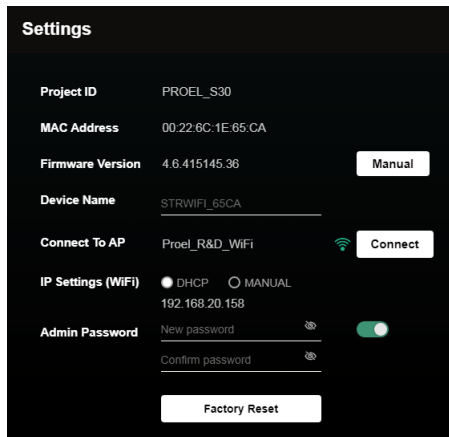 Settings
Project ID PROEL_S30
MAC Address 00:22:6C:1E:65:CA
Firmware Version 4.6.415145.36 Manual
Device Name STRWIFI_65CA
Connect To AP Proel_R&D_WiFi Connect
IP Settings (WiFi) DHCP MANUAL
192.168.20.158
Admin Password New password
Confirm password
Factory Reset